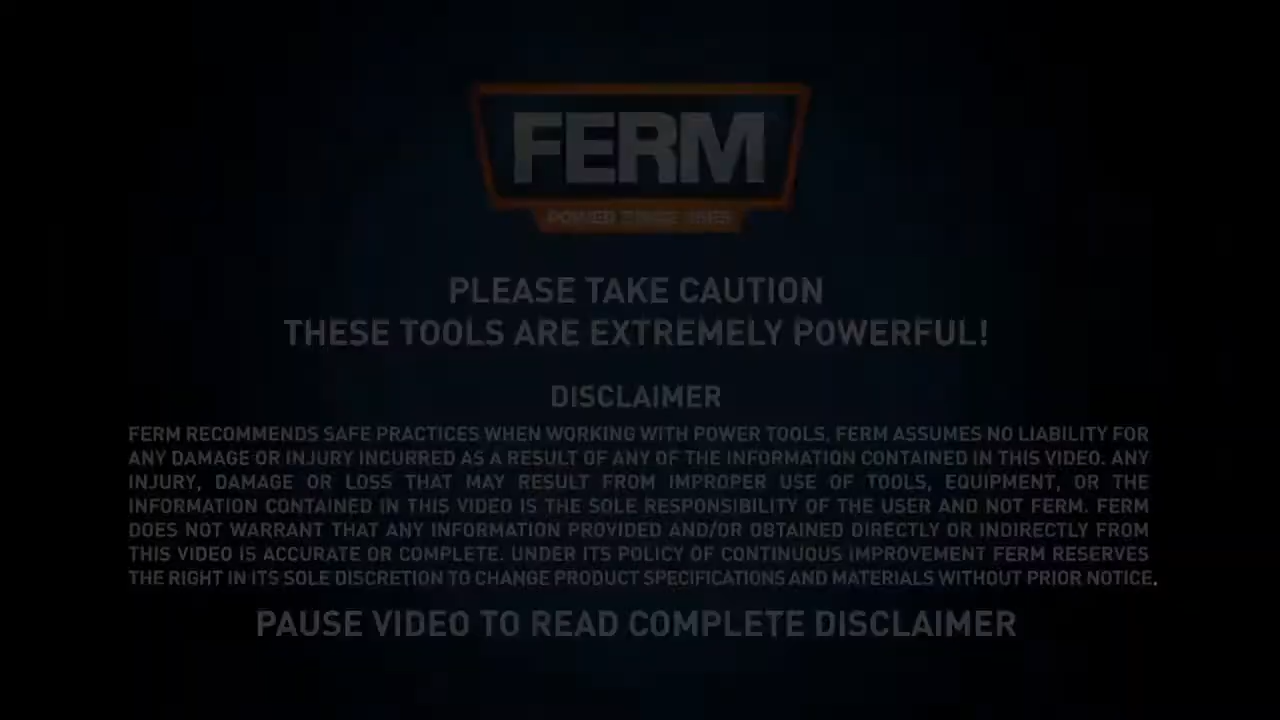 FERM
POWER SINCE 1965
PLEASE TAKE CAUTION
THESE TOOLS ARE EXTREMELY POWERFUL!
DISCLAIMER
FERM RECOMMENDS SAFE PRACTICES WHEN WORKING WITH POWER TOOLS, FERM ASSUMES NO LIABILITY FOR
ANY DAMAGE OR INJURY INCURRED AS A RESULT OF ANY OF THE INFORMATION CONTAINED IN THIS VIDEO. ANY
INJURY, DAMAGE OR LOSS THAT MAY RESULT FROM IMPROPER USE OF TOOLS, EQUIPMENT, OR THE
INFORMATION CONTAINED IN THIS VIDEO IS THE SOLE RESPONSIBILITY OF THE USER AND NOT FERM. FERM
DOES NOT WARRANT THAT ANY INFORMATION PROVIDED AND/OR OBTAINED DIRECTLY OR INDIRECTLY FROM
THIS VIDEO IS ACCURATE OR COMPLETE. UNDER ITS POLICY OF CONTINUOUS IMPROVEMENT FERM RESERVES
THE RIGHT IN ITS SOLE DISCRETION TO CHANGE PRODUCT SPECIFICATIONS AND MATERIALS WITHOUT PRIOR NOTICE.
PAUSE VIDEO TO READ COMPLETE DISCLAIMER